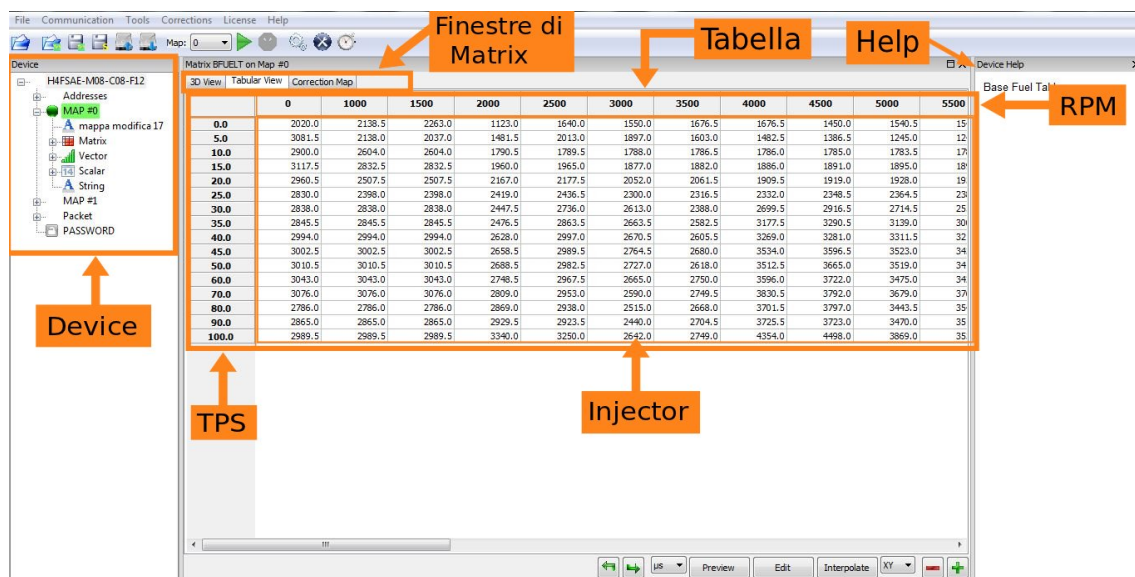 File Communication Tools Corrections License Help
Finestre di
Matrix
Tabella
Help
Map: 0
Device
Matrix BFUELT on Map #0
Device Help
H4FSAE-M08-C08-F12
Addresses
MAP #0
mappa modifica 17
Matrix
Vector
Scalar
String
MAP #1
Packet
PASSWORD
3D View Tabular View Correction Map
Base Fuel Tab
RPM
0 1000 1500 2000 2500 3000 3500 4000 4500 5000 5500
0.0 2020.0 2138.5 2263.0 1123.0 1640.0 1550.0 1676.5 1676.5 1450.0 1540.5 15
5.0 3081.5 2138.0 2037.0 1481.5 2013.0 1897.0 1603.0 1482.5 1386.5 1245.0 12
10.0 2900.0 2604.0 2604.0 1790.5 1789.5 1788.0 1786.5 1786.0 1785.0 1783.5 178
15.0 3117.5 2832.5 2832.5 1960.0 1965.0 1877.0 1882.0 1886.0 1891.0 1895.0 189
20.0 2960.5 2507.5 2507.5 2167.0 2177.5 2052.0 2061.5 1909.5 1919.0 1928.0 19
25.0 2830.0 2398.0 2398.0 2419.0 2436.5 2300.0 2316.5 2332.0 2348.5 2364.5 23
30.0 2838.0 2838.0 2838.0 2447.5 2736.0 2613.0 2388.0 2699.5 2916.5 2714.5 25
35.0 2845.5 2845.5 2845.5 2476.5 2863.5 2663.5 2582.5 3177.5 3290.5 3139.0 300
40.0 2994.0 2994.0 2994.0 2628.0 2997.0 2670.5 2605.5 3269.0 3281.0 3311.5 32
45.0 3002.5 3002.5 3002.5 2658.5 2989.5 2764.5 2680.0 3534.0 3596.5 3523.0 34
50.0 3010.5 3010.5 3010.5 2688.5 2982.5 2727.0 2618.0 3512.5 3665.0 3519.0 34
60.0 3043.0 3043.0 3043.0 2748.5 2967.5 2665.0 2750.0 3596.0 3722.0 3475.0 34
70.0 3076.0 3076.0 3076.0 2809.0 2953.0 2590.0 2749.5 3830.5 3792.0 3679.0 370
80.0 2786.0 2786.0 2786.0 2869.0 2938.0 2515.0 2668.0 3701.5 3797.0 3443.5 35
90.0 2865.0 2865.0 2865.0 2929.5 2923.5 2440.0 2704.5 3725.5 3723.0 3470.0 35
100.0 2989.5 2989.5 2989.5 3340.0 3250.0 2642.0 2749.0 4354.0 4498.0 3869.0 35
Device
TPS
Injector
µs Preview Edit Interpolate XY